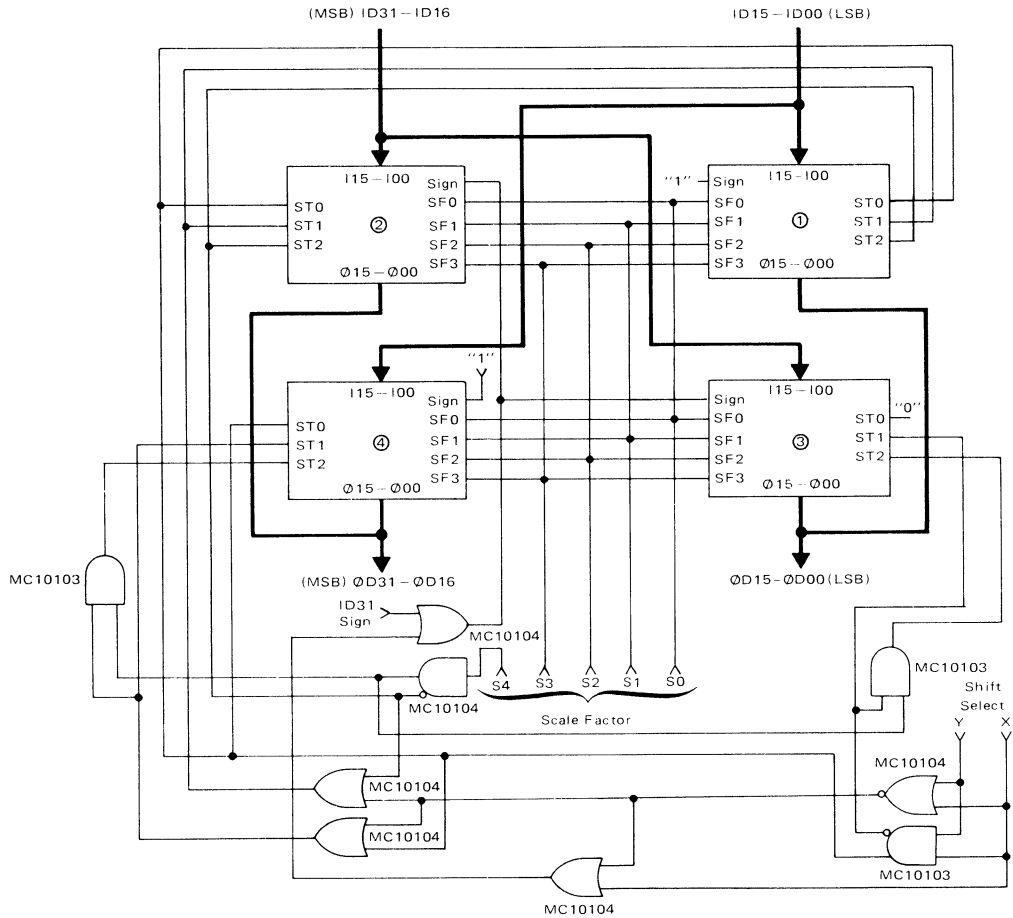 (MSB) ID31–ID16
ID15–ID00 (LSB)
I15–I00
Sign
SF0
SF1
SF2
SF3
ST0
ST1
ST2
②
Ø15–Ø00
"1"
I15–I00
Sign
SF0
SF1
SF2
SF3
ST0
ST1
ST2
①
Ø15–Ø00
"1"
I15–I00
Sign
SF0
SF1
SF2
SF3
ST0
ST1
ST2
④
Ø15–Ø00
I15–I00
Sign
SF0
SF1
SF2
SF3
ST0
"0"
ST1
ST2
③
Ø15–Ø00
MC10103
(MSB) ØD31–ØD16
ØD15–ØD00 (LSB)
ID31
Sign
MC10104
MC10104
S4
S3
S2
S1
S0
Scale Factor
MC10103
Shift
Select
Y
X
MC10104
MC10104
MC10104
MC10103
MC10104